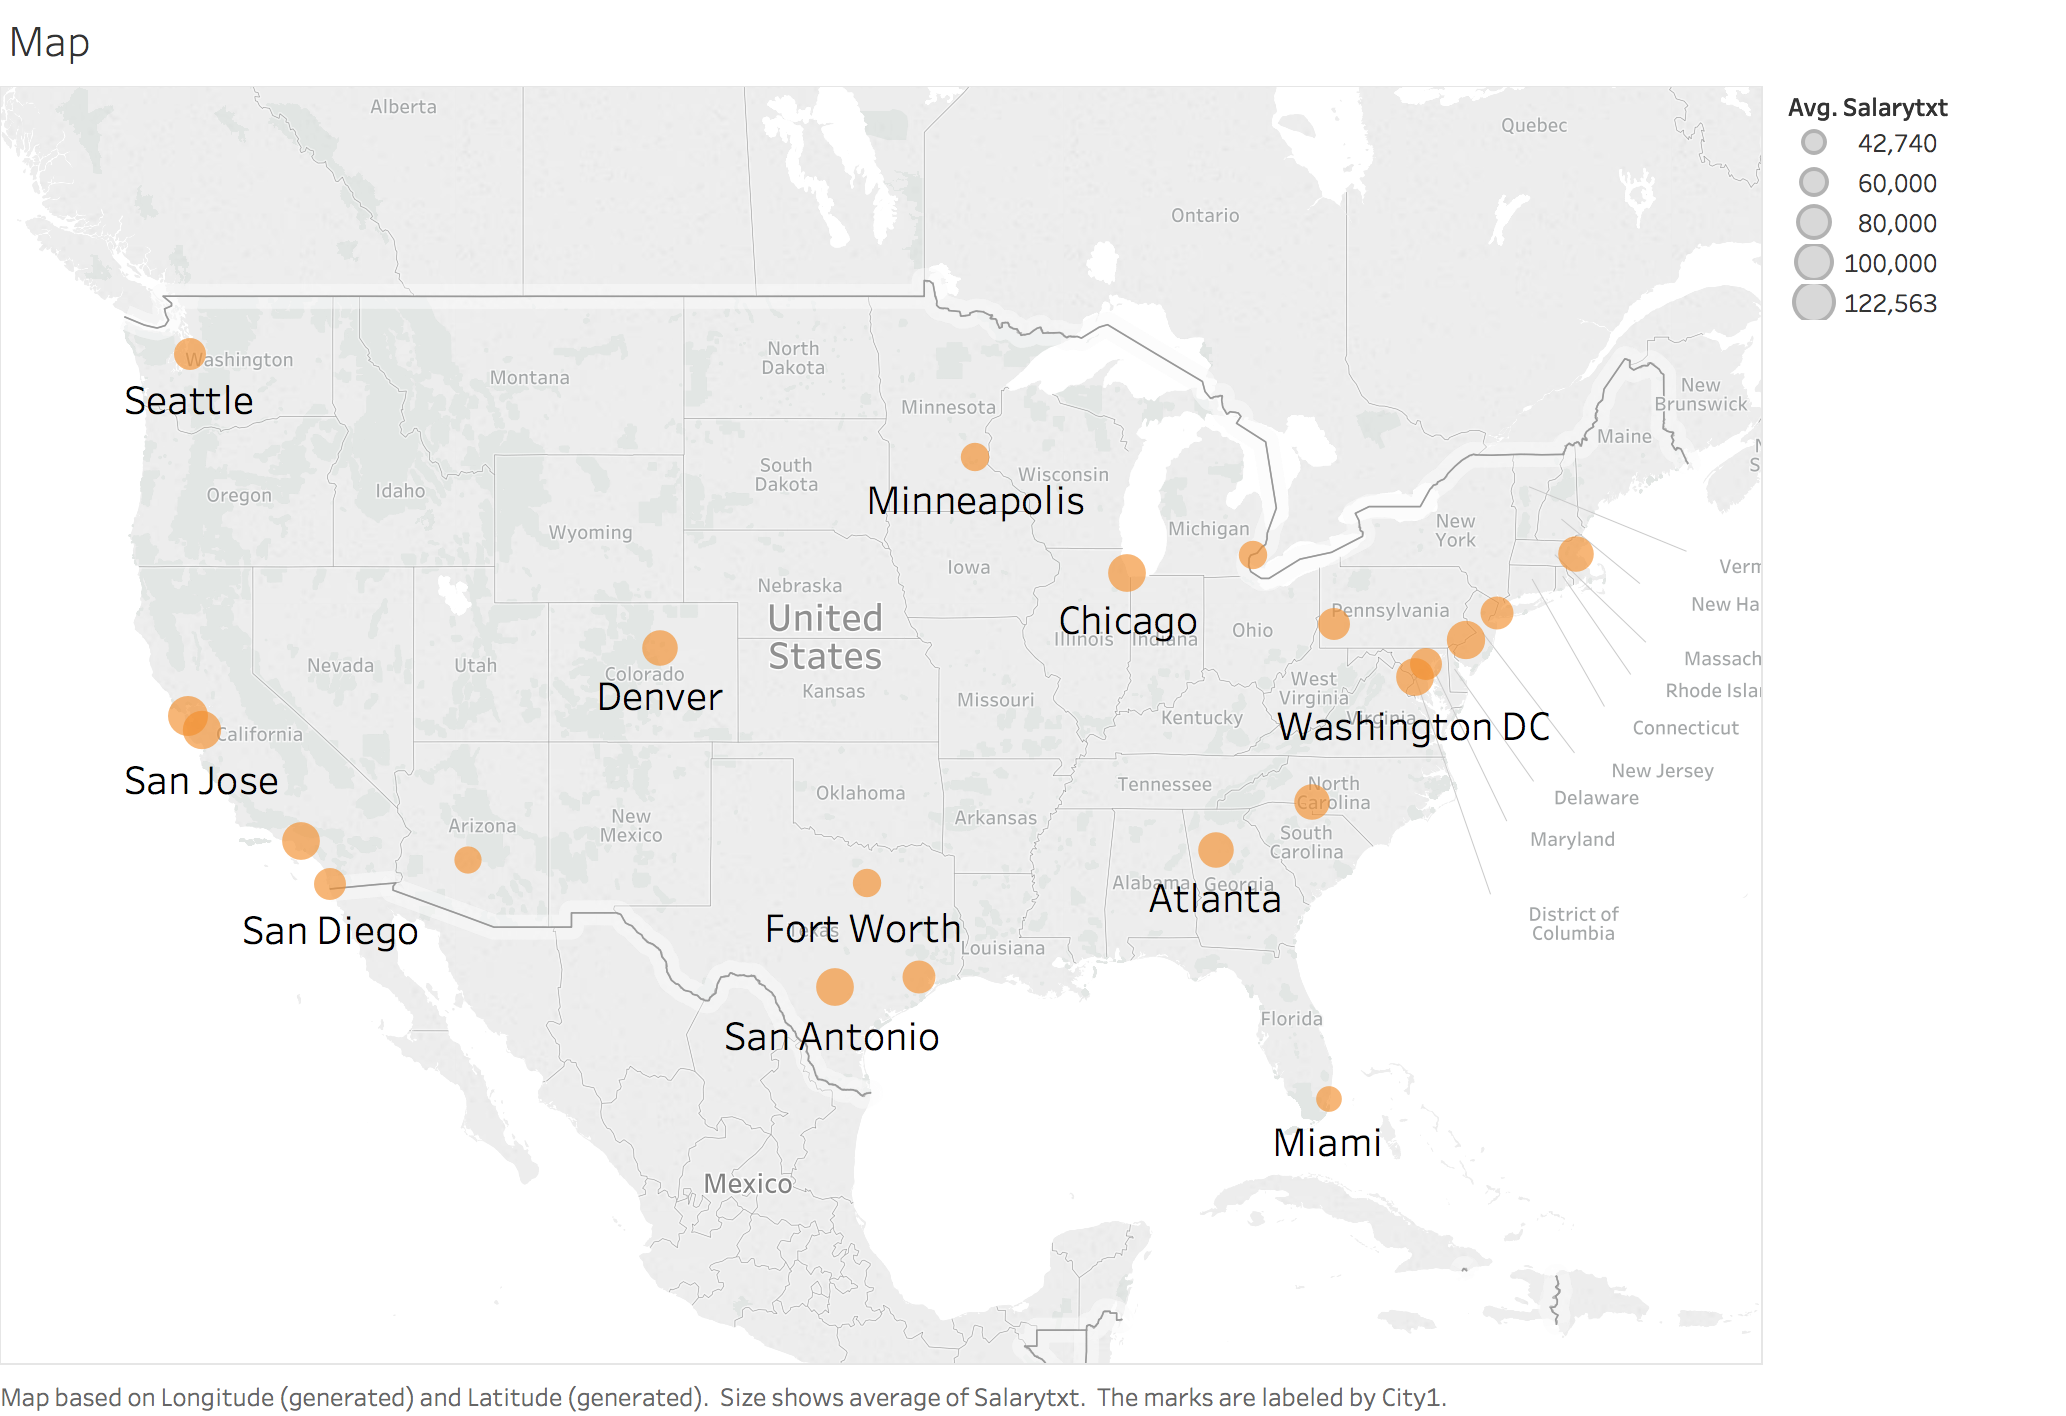 Map
Alberta
Quebec
Ontario
Avg. Salarytxt
42,740
60,000
80,000
100,000
122,563
Washington
Seattle
Montana
North
Dakota
Minnesota
New
Brunswick
Maine
Oregon
Idaho
South
Dakota
Wisconsin
Minneapolis
Wyoming
Michigan
New
York
Iowa
Nebraska
Verm
New Ha
United
States
Chicago
Illinois
Indiana
Ohio
Pennsylvania
Nevada
Utah
Colorado
Denver
Kansas
Missouri
West
Virginia
Kentucky
Virginia
Washington DC
Massach
Rhode Islan
Connecticut
California
San Jose
New Jersey
Delaware
Maryland
Arizona
New
Mexico
Oklahoma
Arkansas
Tennessee
North
Carolina
South
Carolina
Alabama
Georgia
Atlanta
San Diego
Fort Worth
Texas
Louisiana
District of
Columbia
San Antonio
Florida
Miami
Mexico
Map based on Longitude (generated) and Latitude (generated).  Size shows average of Salarytxt.  The marks are labeled by City1.